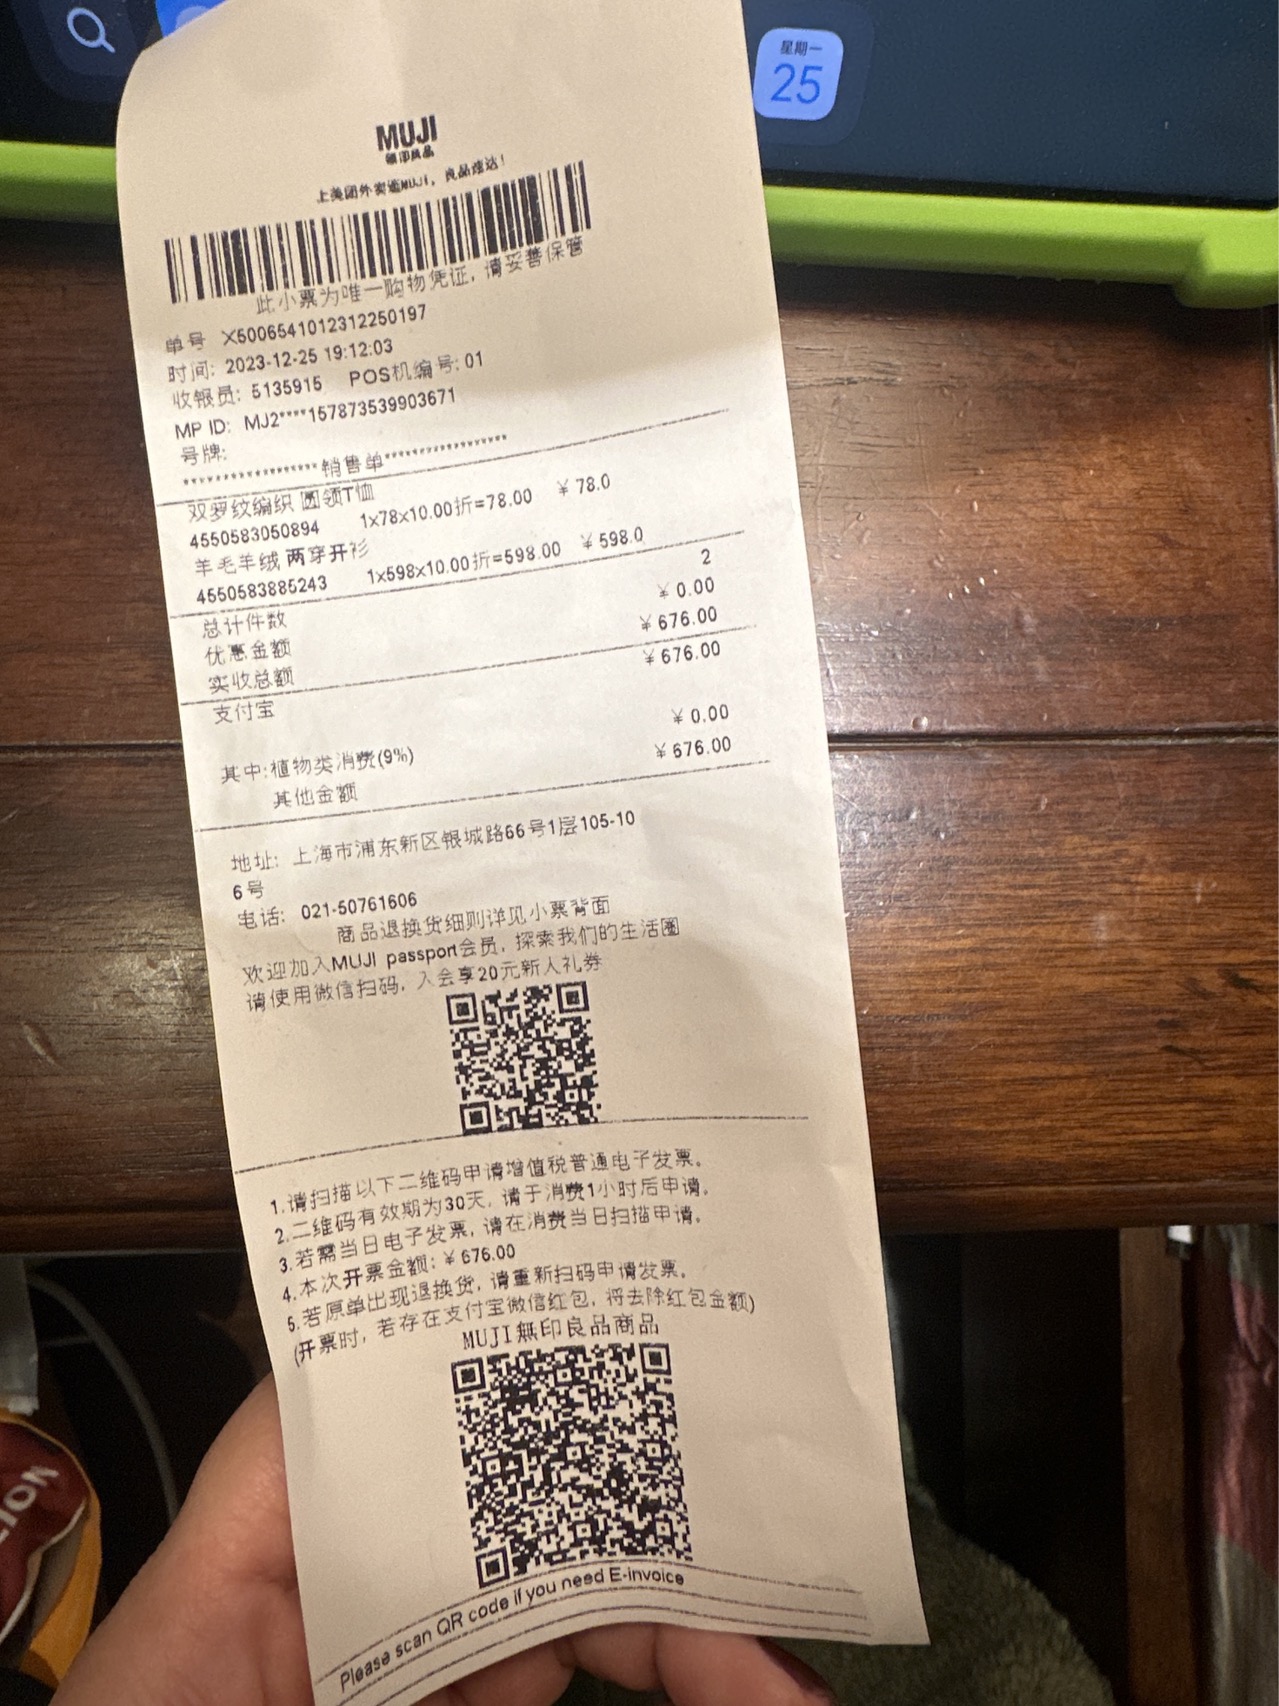 星期一
25
MUJI
無印良品
上美团外卖逛MUJI，良品速达！
此小票为唯一购物凭证，请妥善保管
单号 X5006541012312250197
时间: 2023-12-25 19:12:03
收银员: 5135915 POS机编号: 01
MP ID: MJ2****157873539903671
号牌:
******************销售单******************
双罗纹编织 圆领T恤
4550583050894 1x78x10.00折=78.00 ￥78.0
羊毛羊绒 两穿开衫
4550583885243 1x598x10.00折=598.00 ￥598.0
总计件数 2
优惠金额 ￥0.00
实收总额 ￥676.00
支付宝 ￥676.00
其中:植物类消费(9%) ￥0.00
其他金额 ￥676.00
地址: 上海市浦东新区银城路66号1层105-10
6号
电话: 021-50761606
商品退换货细则详见小票背面
欢迎加入MUJI passport会员，探索我们的生活圈
请使用微信扫码，入会享20元新人礼券
1.请扫描以下二维码申请增值税普通电子发票。
2.二维码有效期为30天，请于消费1小时后申请。
3.若需当日电子发票，请在消费当日扫描申请。
4.本次开票金额: ￥676.00
5.若原单出现退换货，请重新扫码申请发票。
(开票时，若存在支付宝微信红包，将去除红包金额)
MUJI無印良品商品
Please scan QR code if you need E-invoice